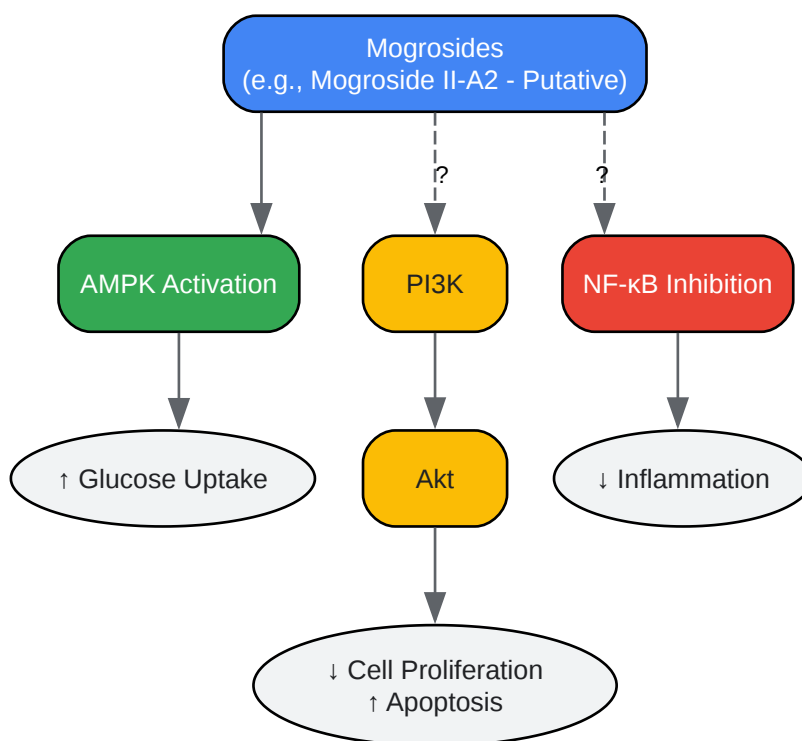 Mogrosides
(e.g., Mogroside II-A2 - Putative)
?
?
AMPK Activation
PI3K
NF-κB Inhibition
↑ Glucose Uptake
Akt
↓ Inflammation
↓ Cell Proliferation
↑ Apoptosis